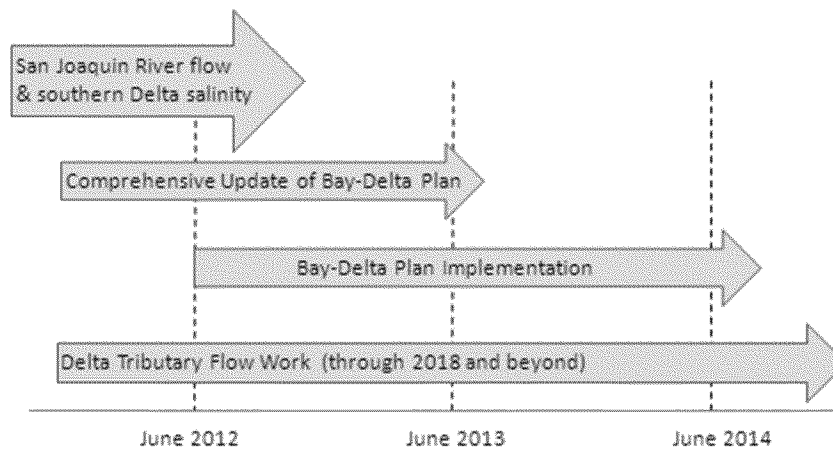 San Joaquin River flow
& southern Delta salinity
Comprehensive Update of Bay-Delta Plan
Bay-Delta Plan Implementation
Delta Tributary Flow Work (through 2018 and beyond)
June 2012
June 2013
June 2014